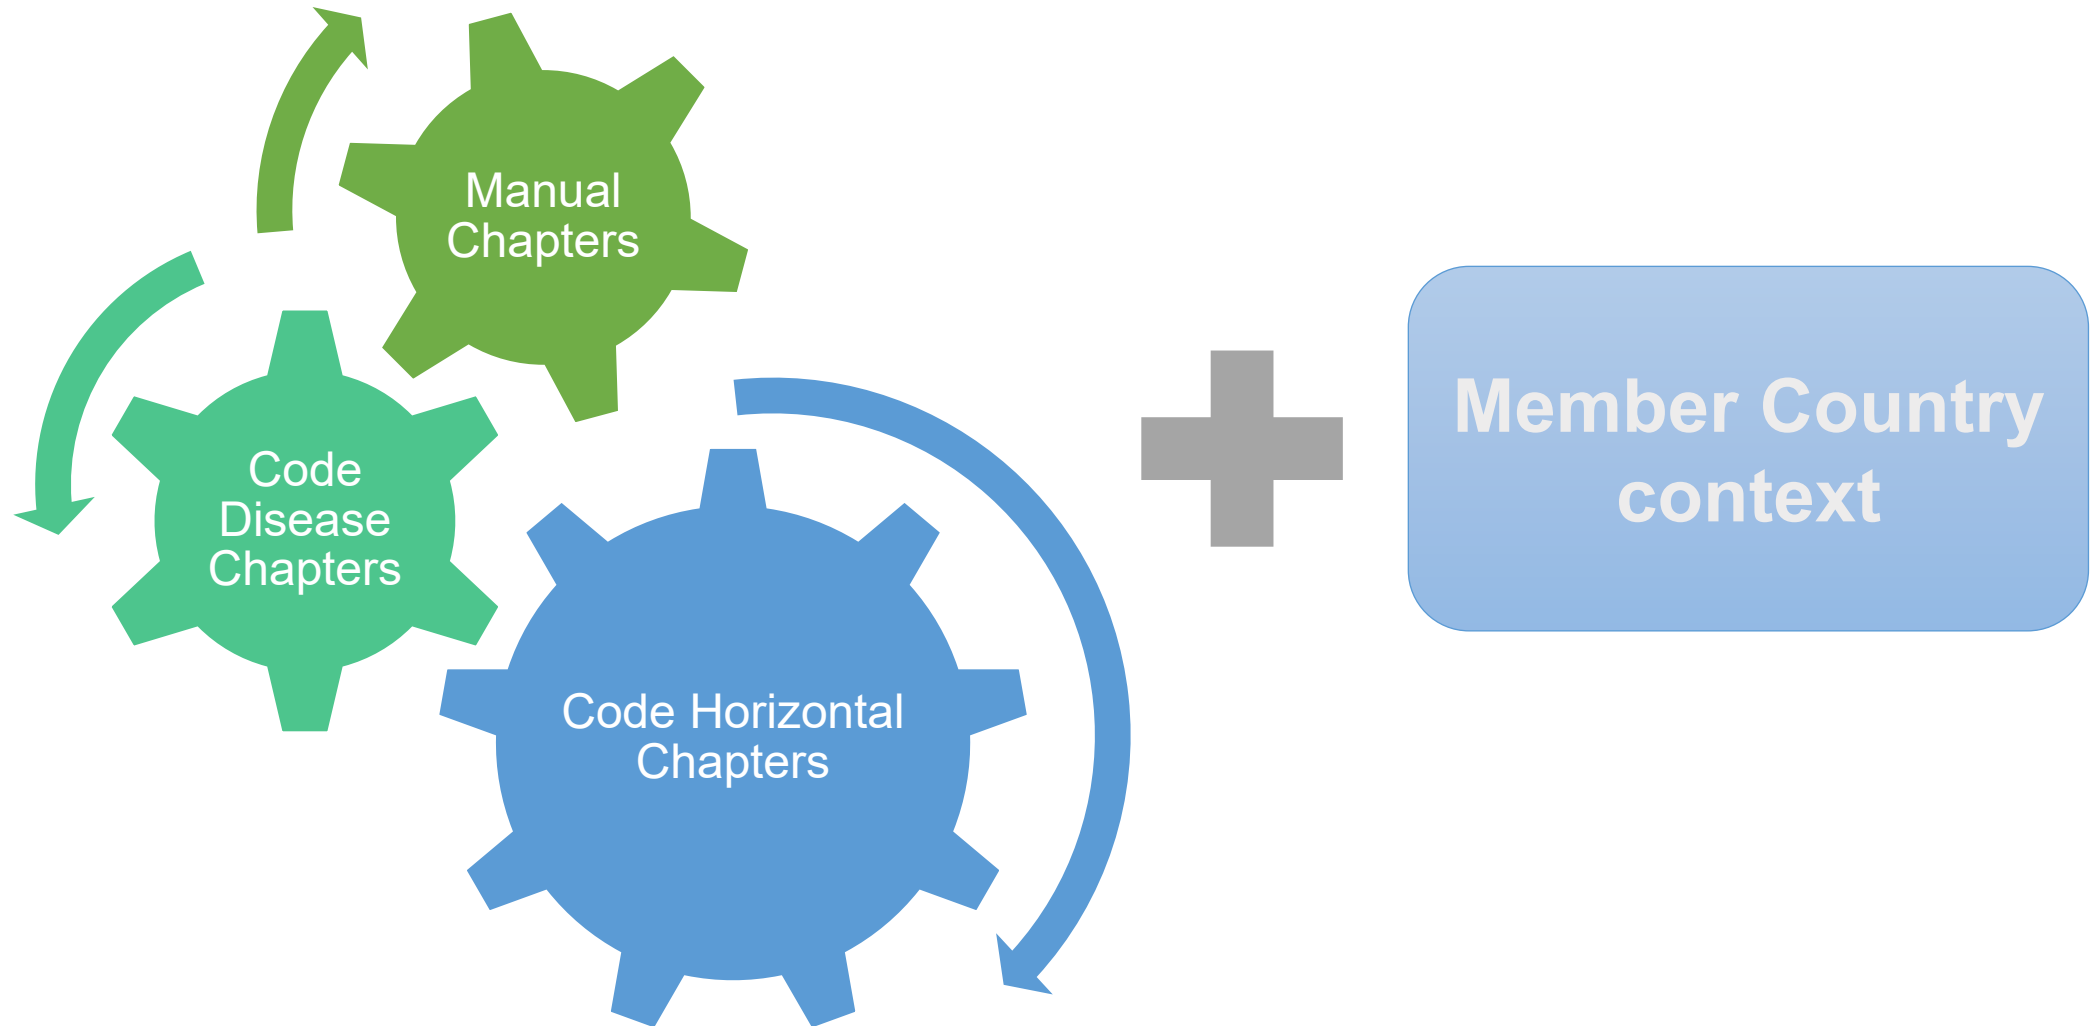 Manual
Chapters
Code
Disease
Chapters
Code Horizontal
Chapters
Member Country
context